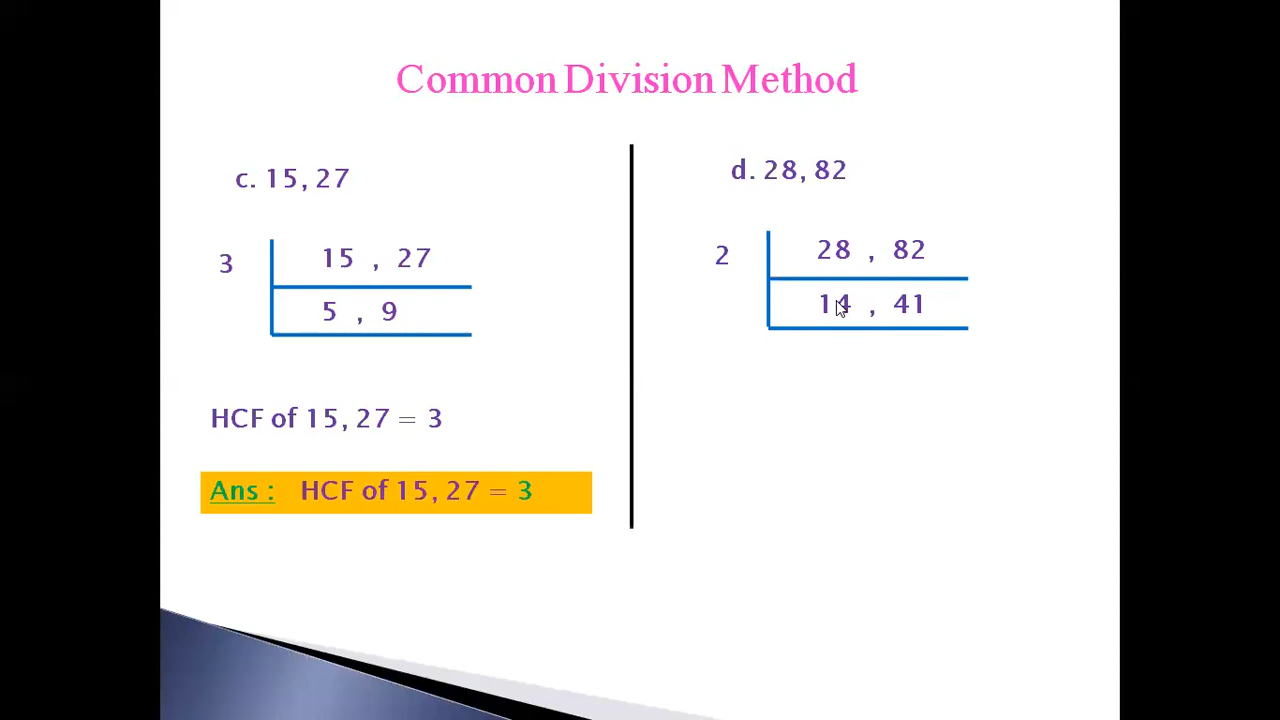 Common Division Method
c. 15, 27
3
15 , 27
5 , 9
HCF of 15, 27 = 3
Ans : HCF of 15, 27 = 3
d. 28, 82
2
28 , 82
14 , 41